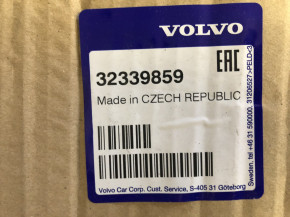 VOLVO
EAC
32339859
Made in CZECH REPUBLIC
Volvo Car Corp. Cust. Service, S-405 31 Göteborg
Sweden, tel +46 31 590000. 31206527-PELD-<3